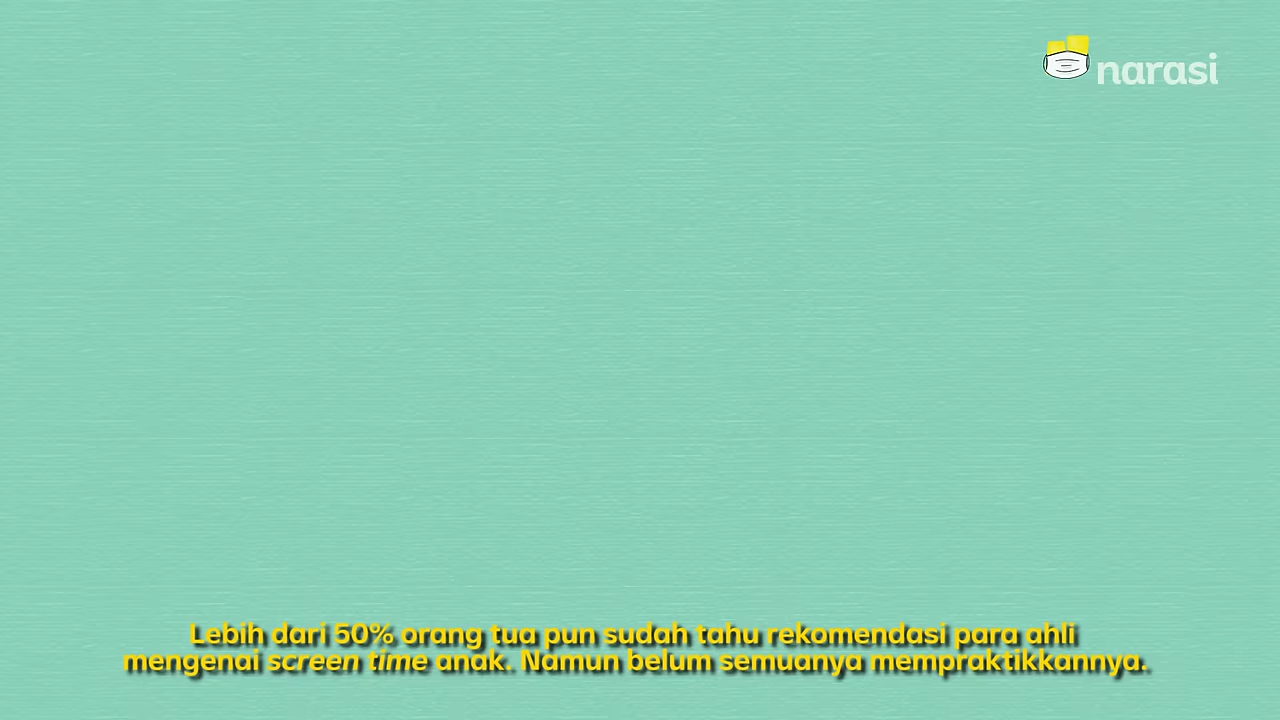 narasi
Lebih dari 50% orang tua pun sudah tahu rekomendasi para ahli
mengenai screen time anak. Namun belum semuanya mempraktikkannya.